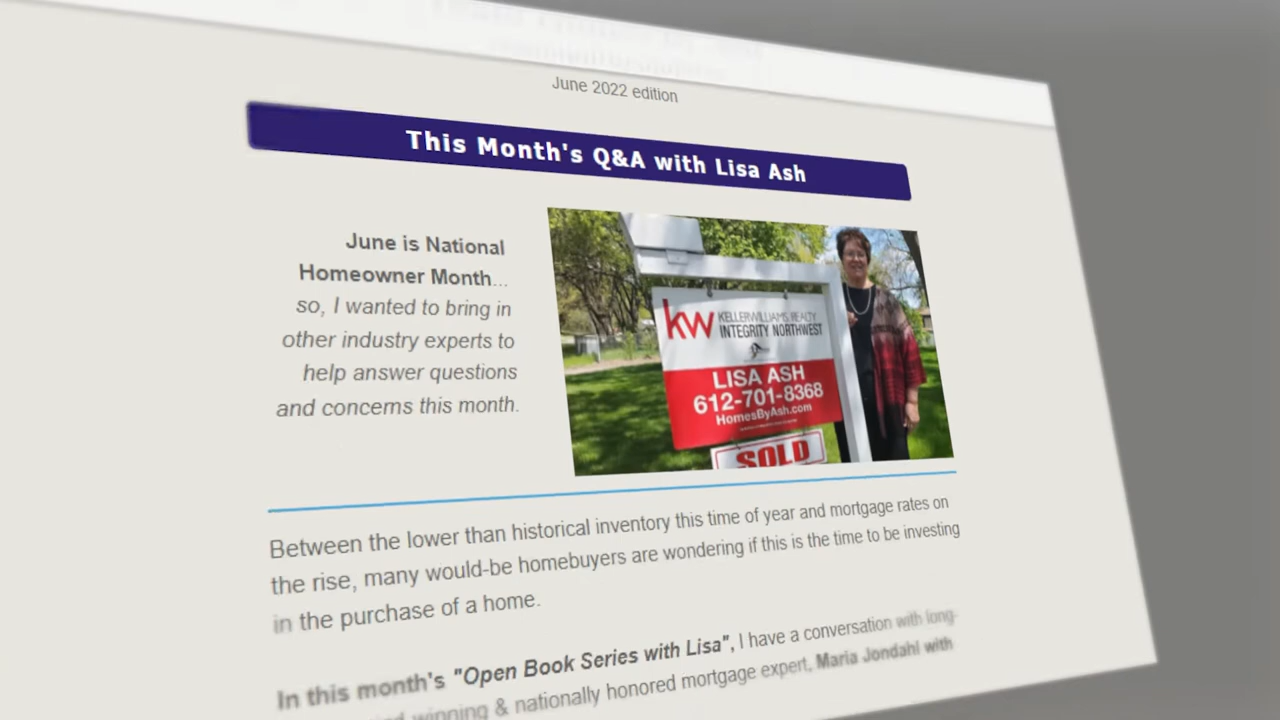 June 2022 edition
This Month's Q&A with Lisa Ash
June is National
Homeowner Month...
so, I wanted to bring in
other industry experts to
help answer questions
and concerns this month.
kw KELLERWILLIAMS. REALTY
INTEGRITY NORTHWEST
LISA ASH
612-701-8368
HomesByAsh.com
SOLD
Between the lower than historical inventory this time of year and mortgage rates on
the rise, many would-be homebuyers are wondering if this is the time to be investing
in the purchase of a home.
In this month's "Open Book Series with Lisa", I have a conversation with long-
winning & nationally honored mortgage expert, Maria Jondahl with